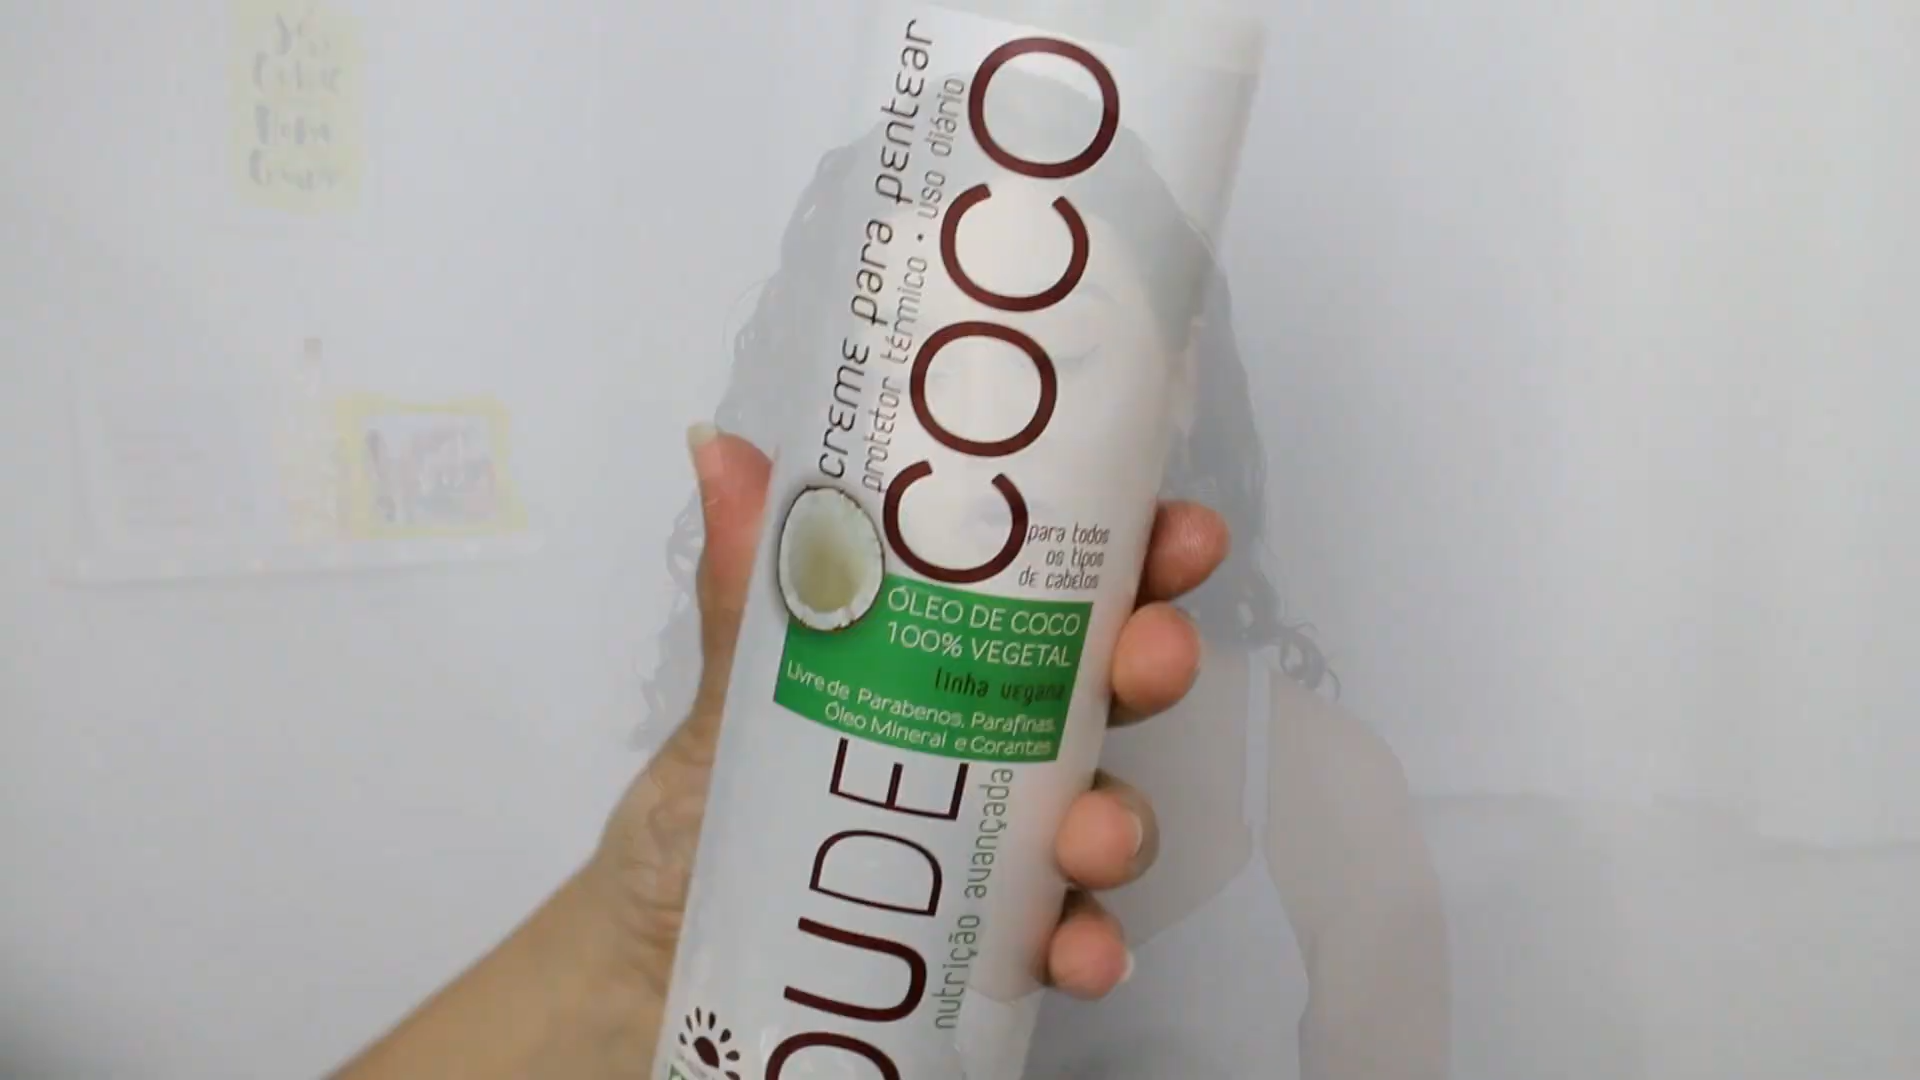 creme para pentear
protetor térmico • uso diário
COCO
para todos
os tipos
de cabelos
ÓLEO DE COCO
100% VEGETAL
linha vegana
Livre de Parabenos, Parafinas,
Óleo Mineral e Corantes
OUDE
nutrição avançada